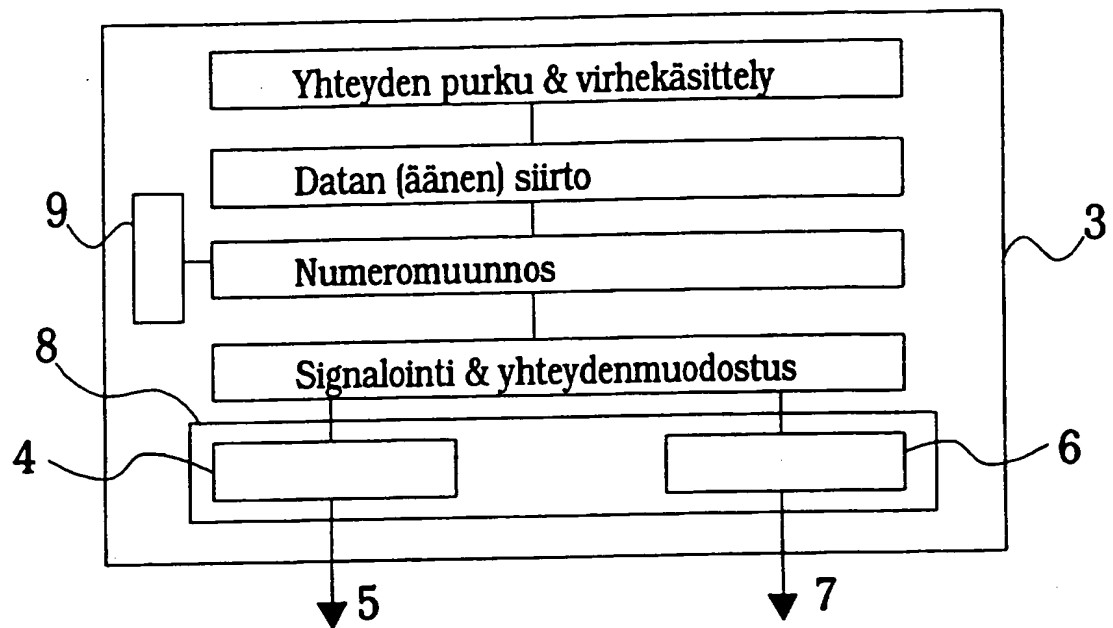 Yhteyden purku & virhekäsittely
Datan (äänen) siirto
9
3
Numeromuunnos
8
Signalointi & yhteydenmuodostus
4
6
5
7